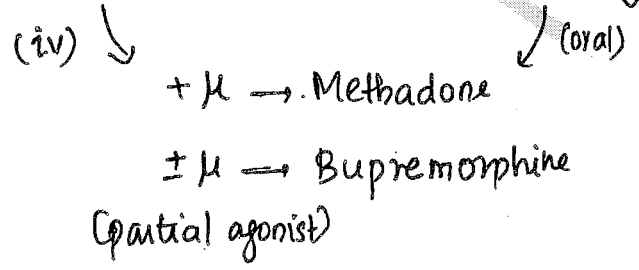 (iv) (oral)
+ μ → Methadone
± μ → Bupremorphine
(partial agonist)